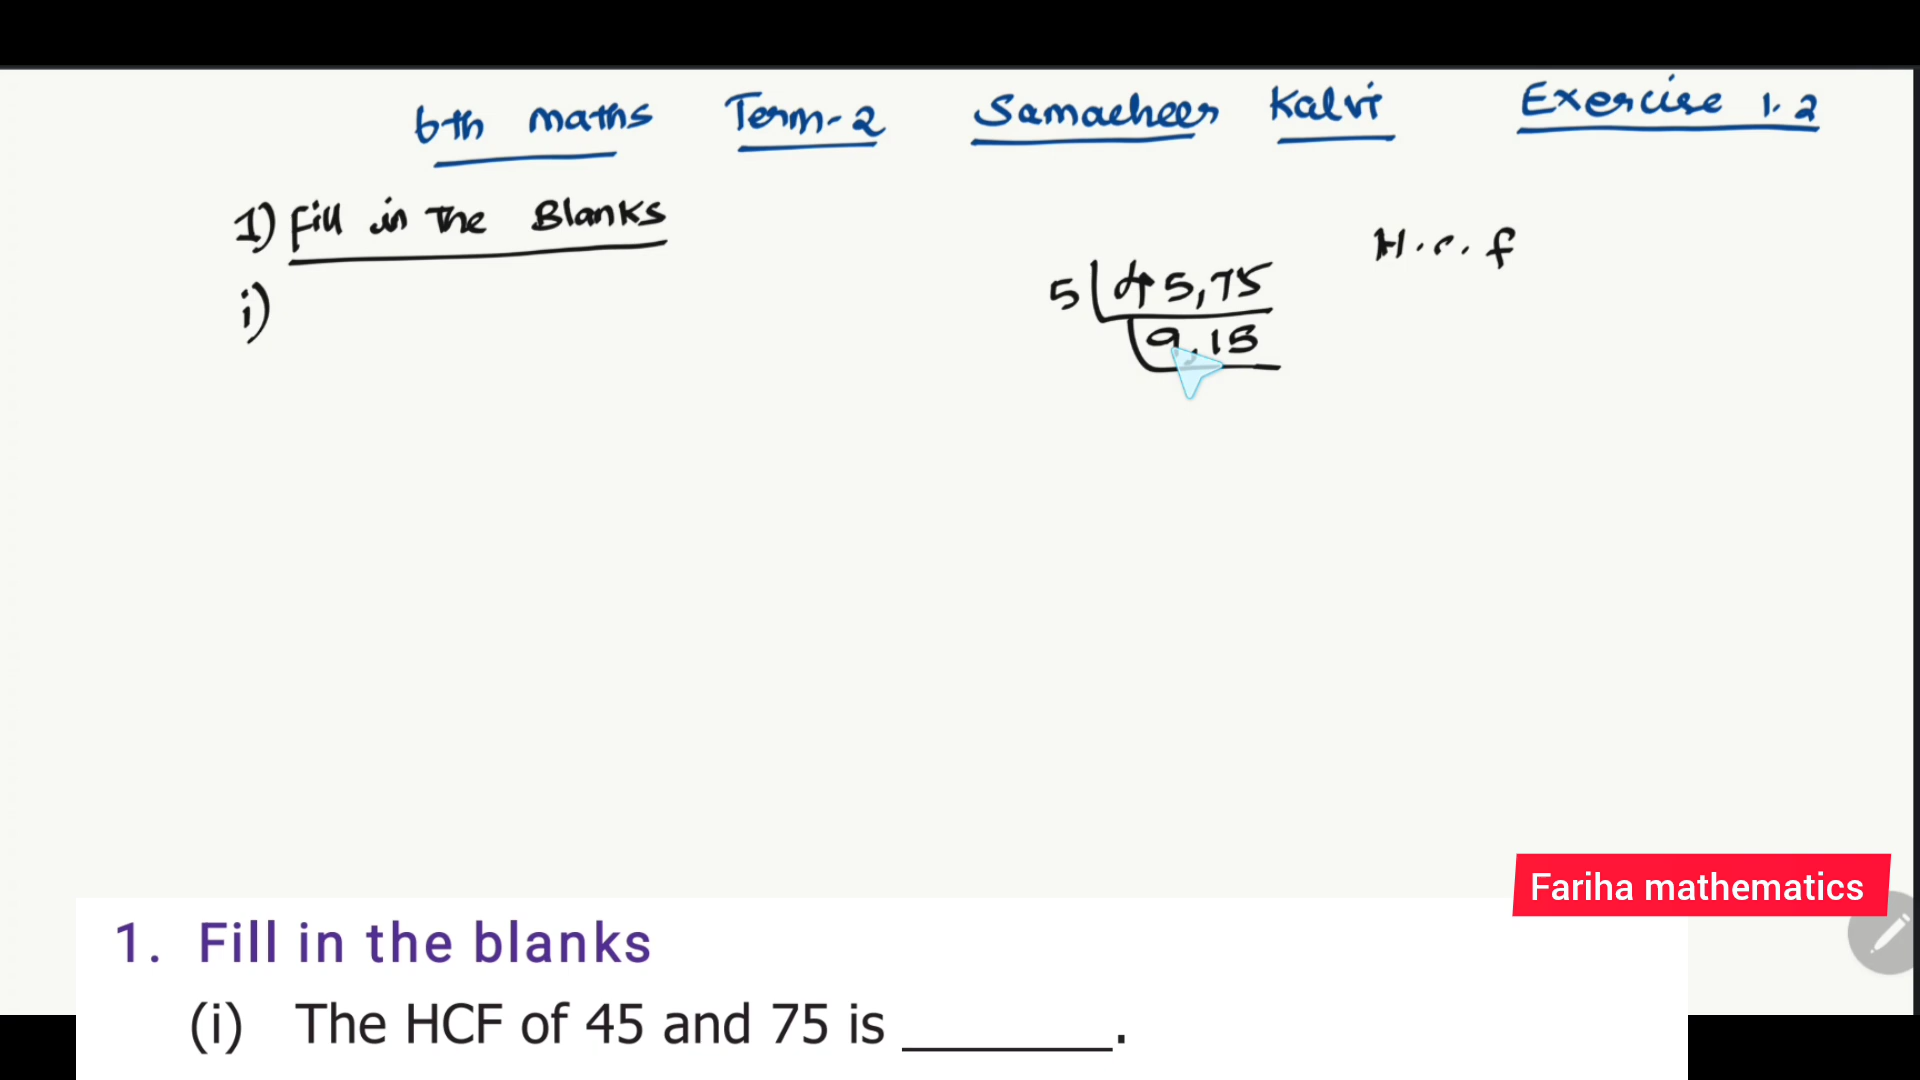 6th maths Term-2 Samacheer Kalvi Exercise 1.2
1) Fill in The Blanks
H.C.f
i)
5 45,75
9,15
Fariha mathematics
1. Fill in the blanks
(i) The HCF of 45 and 75 is ________.